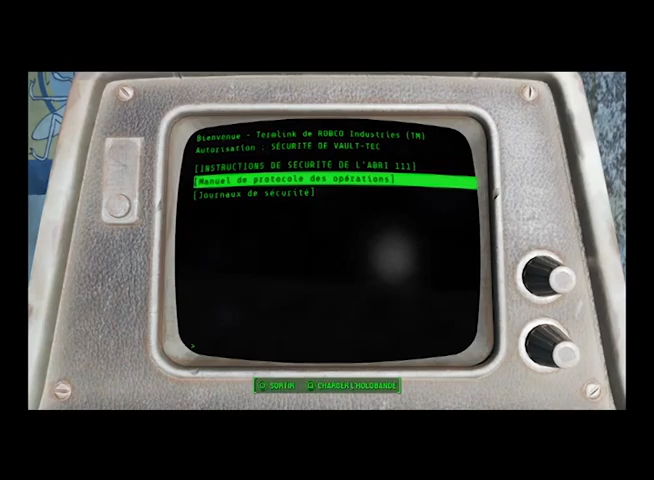 Bienvenue - Termlink de ROBCO Industries (TM)
Autorisation : SÉCURITÉ DE VAULT-TEC
[INSTRUCTIONS DE SECURITE DE L'ABRI 111]
[Manuel de protocole des opérations]
[Journaux de sécurité]
>
SORTIR CHARGER L'HOLOBANDE